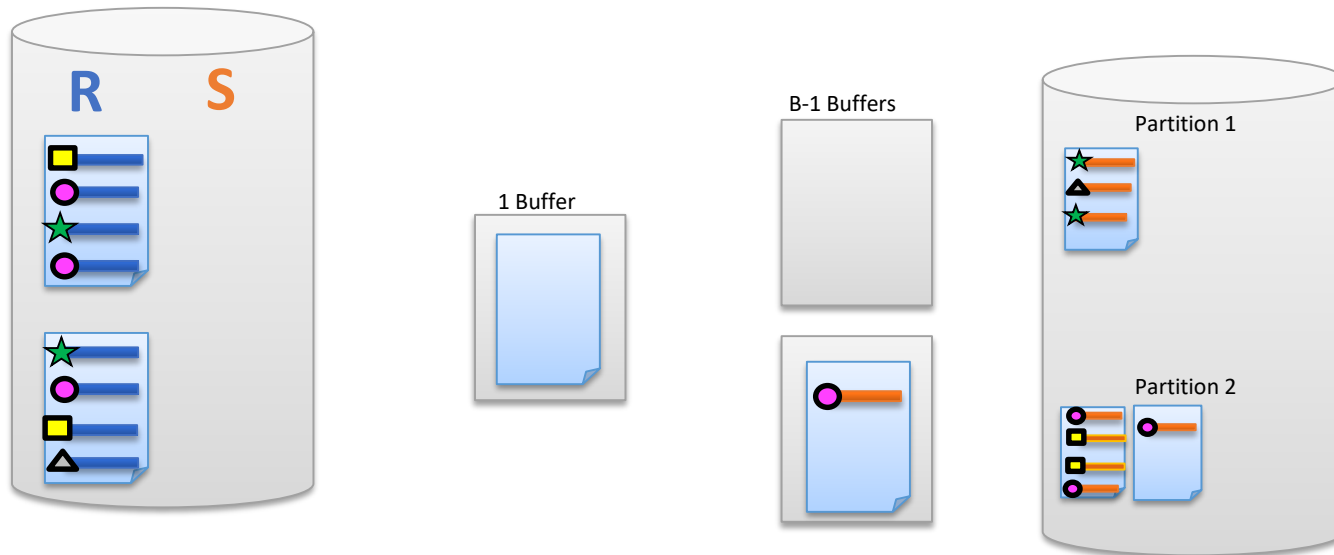 R S
1 Buffer
B-1 Buffers
Partition 1
Partition 2